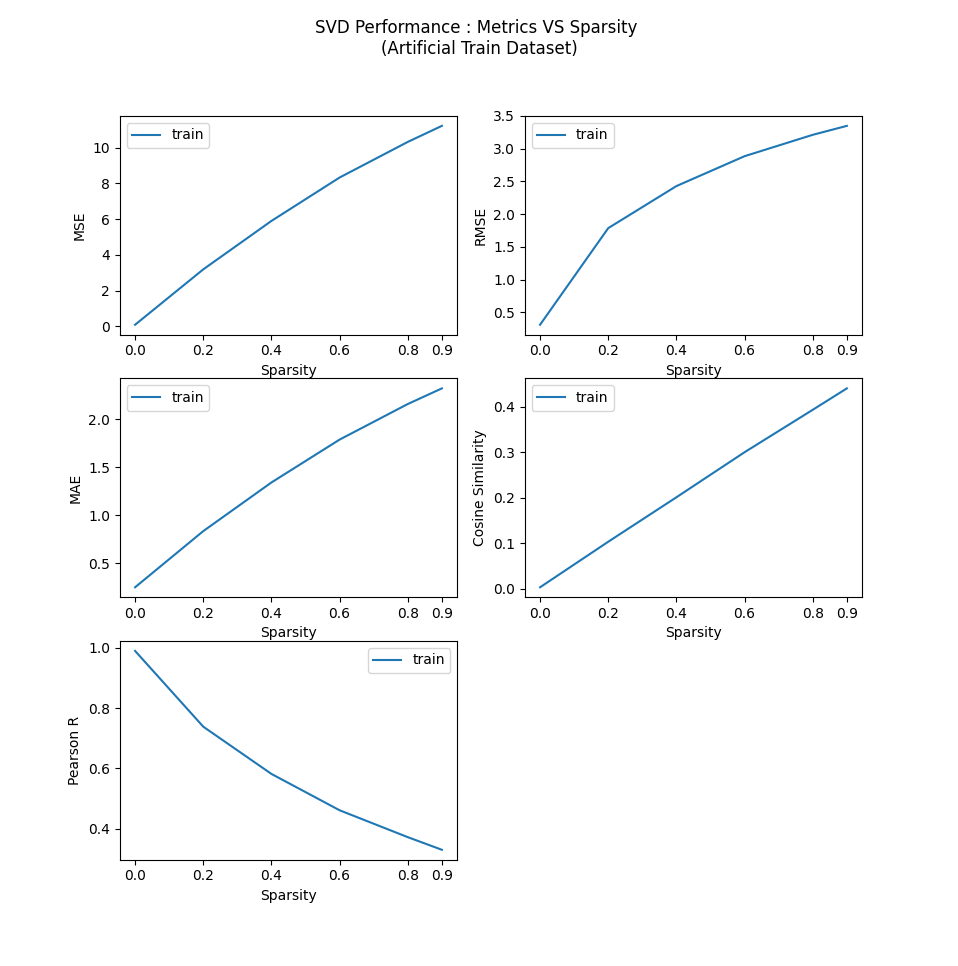 SVD Performance : Metrics VS Sparsity
(Artificial Train Dataset)
train
10
8
6
4
2
0
MSE
0.0 0.2 0.4 0.6 0.8 0.9
Sparsity
train
3.5
3.0
2.5
2.0
1.5
1.0
0.5
RMSE
0.0 0.2 0.4 0.6 0.8 0.9
Sparsity
train
2.0
1.5
1.0
0.5
MAE
0.0 0.2 0.4 0.6 0.8 0.9
Sparsity
train
0.4
0.3
0.2
0.1
0.0
Cosine Similarity
0.0 0.2 0.4 0.6 0.8 0.9
Sparsity
train
1.0
0.8
0.6
0.4
Pearson R
0.0 0.2 0.4 0.6 0.8 0.9
Sparsity